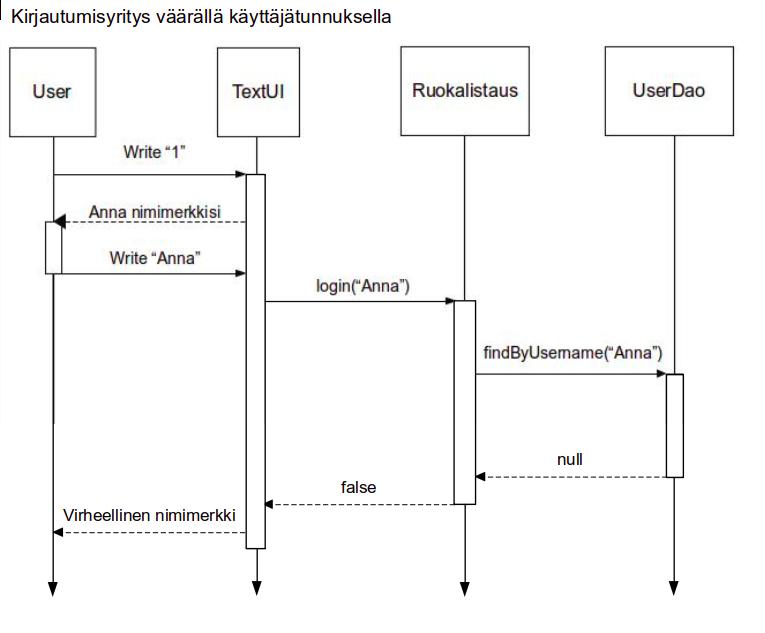 Kirjautumisyritys väärällä käyttäjätunnuksella
User
TextUI
Ruokalistaus
UserDao
Write “1”
Anna nimimerkkisi
Write “Anna”
login(“Anna”)
findByUsername(“Anna”)
null
false
Virheellinen nimimerkki